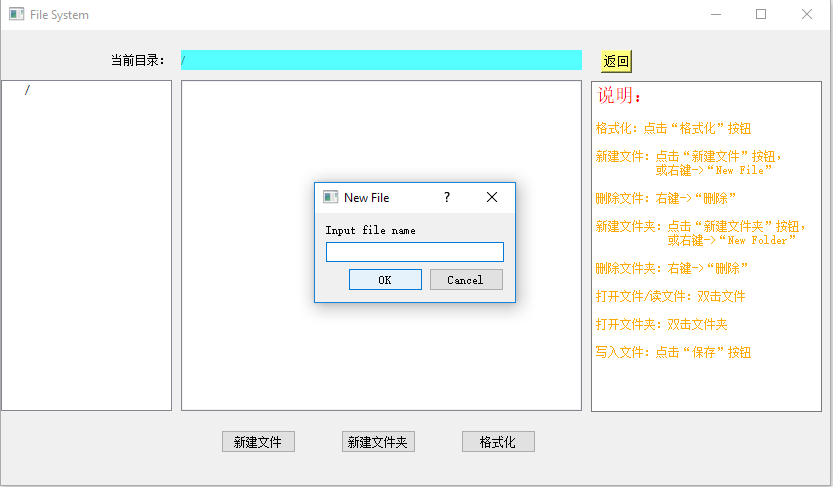 File System
当前目录： / 返回
/
说明：
格式化：点击“格式化”按钮
新建文件：点击“新建文件”按钮，
或右键->“New File”
删除文件：右键->“删除”
新建文件夹：点击“新建文件夹”按钮，
或右键->“New Folder”
删除文件夹：右键->“删除”
打开文件/读文件：双击文件
打开文件夹：双击文件夹
写入文件：点击“保存”按钮
New File ?
Input file name
OK Cancel
新建文件 新建文件夹 格式化